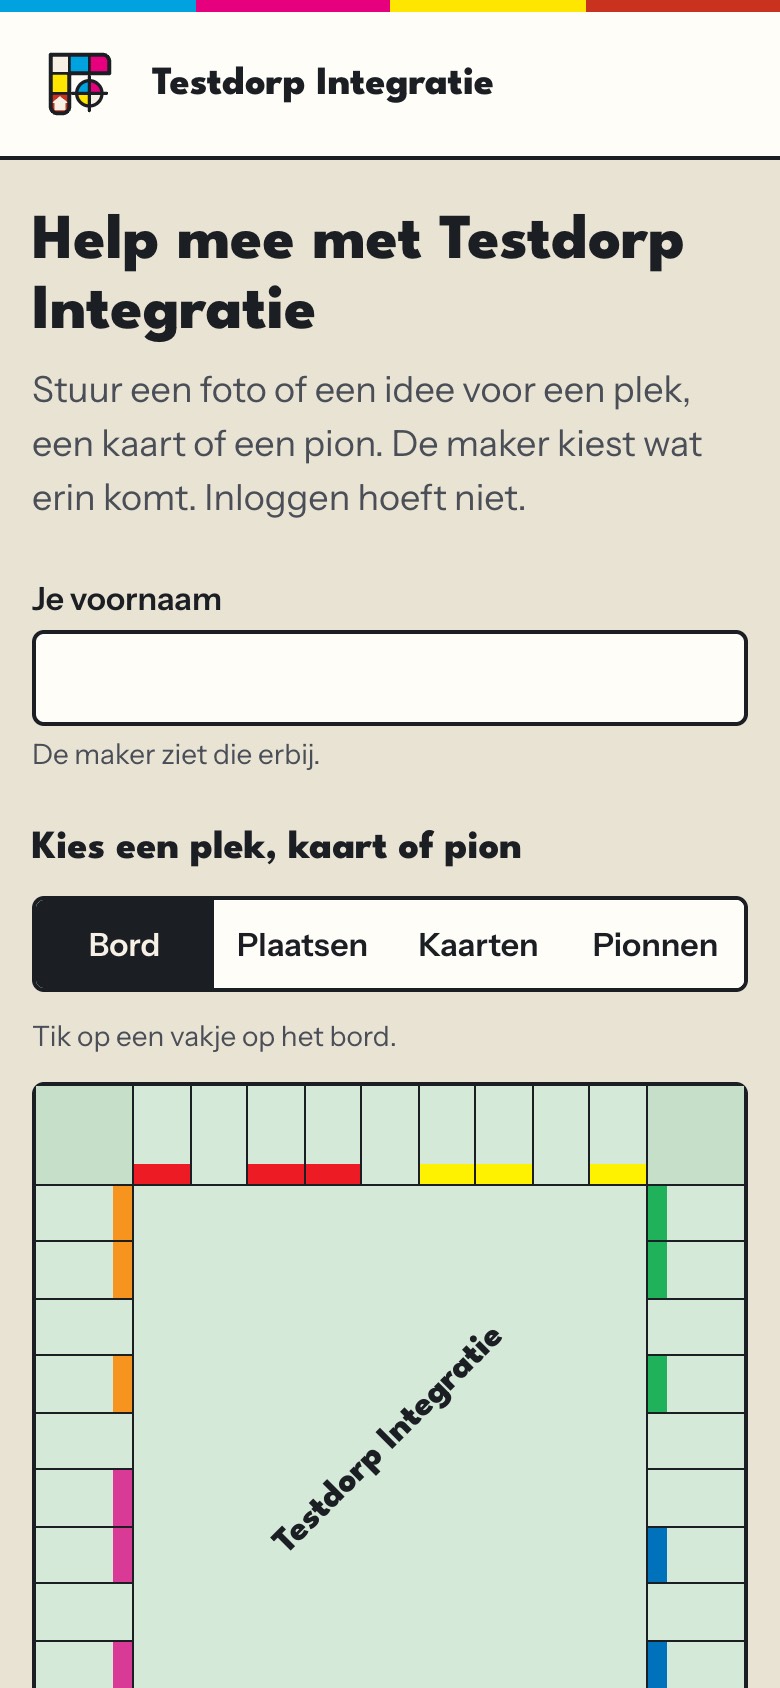 Testdorp Integratie
Help mee met Testdorp
Integratie
Stuur een foto of een idee voor een plek,
een kaart of een pion. De maker kiest wat
erin komt. Inloggen hoeft niet.
Je voornaam
De maker ziet die erbij.
Kies een plek, kaart of pion
Bord Plaatsen Kaarten Pionnen
Tik op een vakje op het bord.
Testdorp Integratie